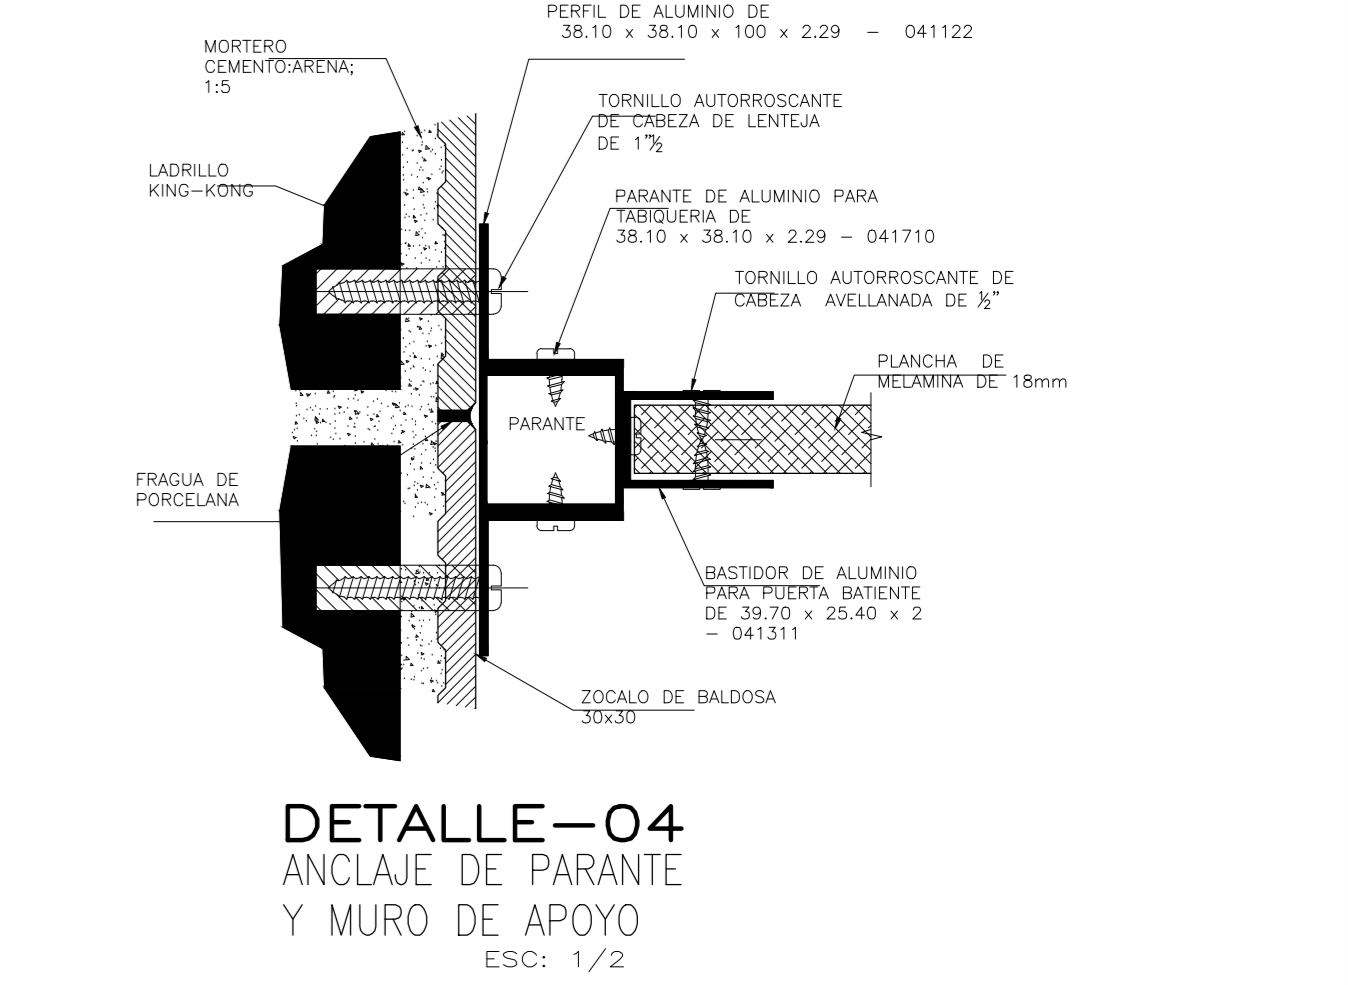 PERFIL DE ALUMINIO DE
38.10 x 38.10 x 100 x 2.29 - 041122
MORTERO
CEMENTO:ARENA;
1:5
TORNILLO AUTORROSCANTE
DE CABEZA DE LENTEJA
DE 1"½
LADRILLO
KING-KONG
PARANTE DE ALUMINIO PARA
TABIQUERIA DE
38.10 x 38.10 x 2.29 - 041710
TORNILLO AUTORROSCANTE DE
CABEZA AVELLANADA DE ½"
PLANCHA DE
MELAMINA DE 18mm
PARANTE
FRAGUA DE
PORCELANA
BASTIDOR DE ALUMINIO
PARA PUERTA BATIENTE
DE 39.70 x 25.40 x 2
- 041311
ZOCALO DE BALDOSA
30x30
DETALLE-04
ANCLAJE DE PARANTE
Y MURO DE APOYO
ESC: 1/2